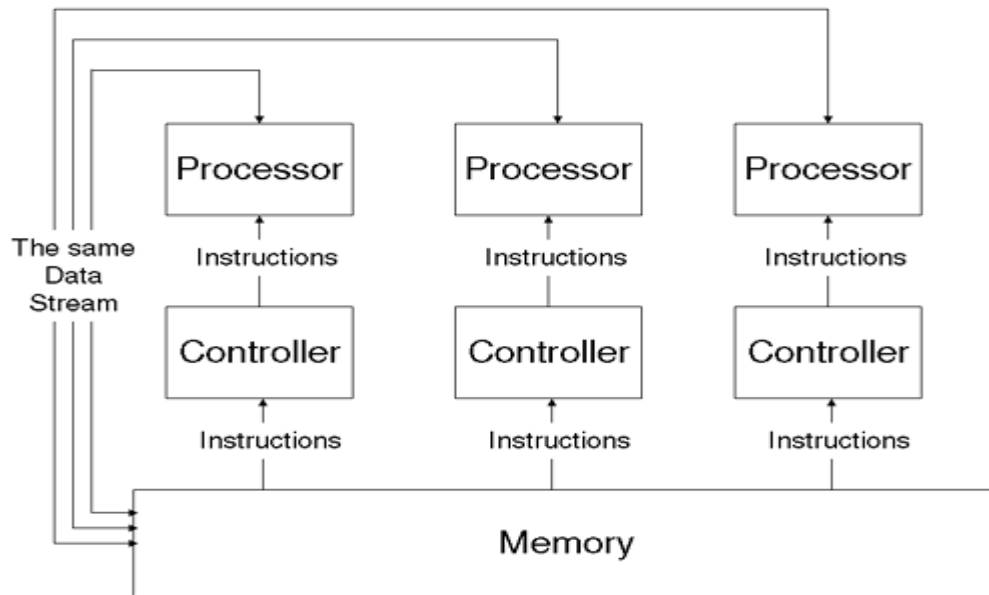 Processor
Processor
Processor
The same
Data
Stream
Instructions
Instructions
Instructions
Controller
Controller
Controller
Instructions
Instructions
Instructions
Memory